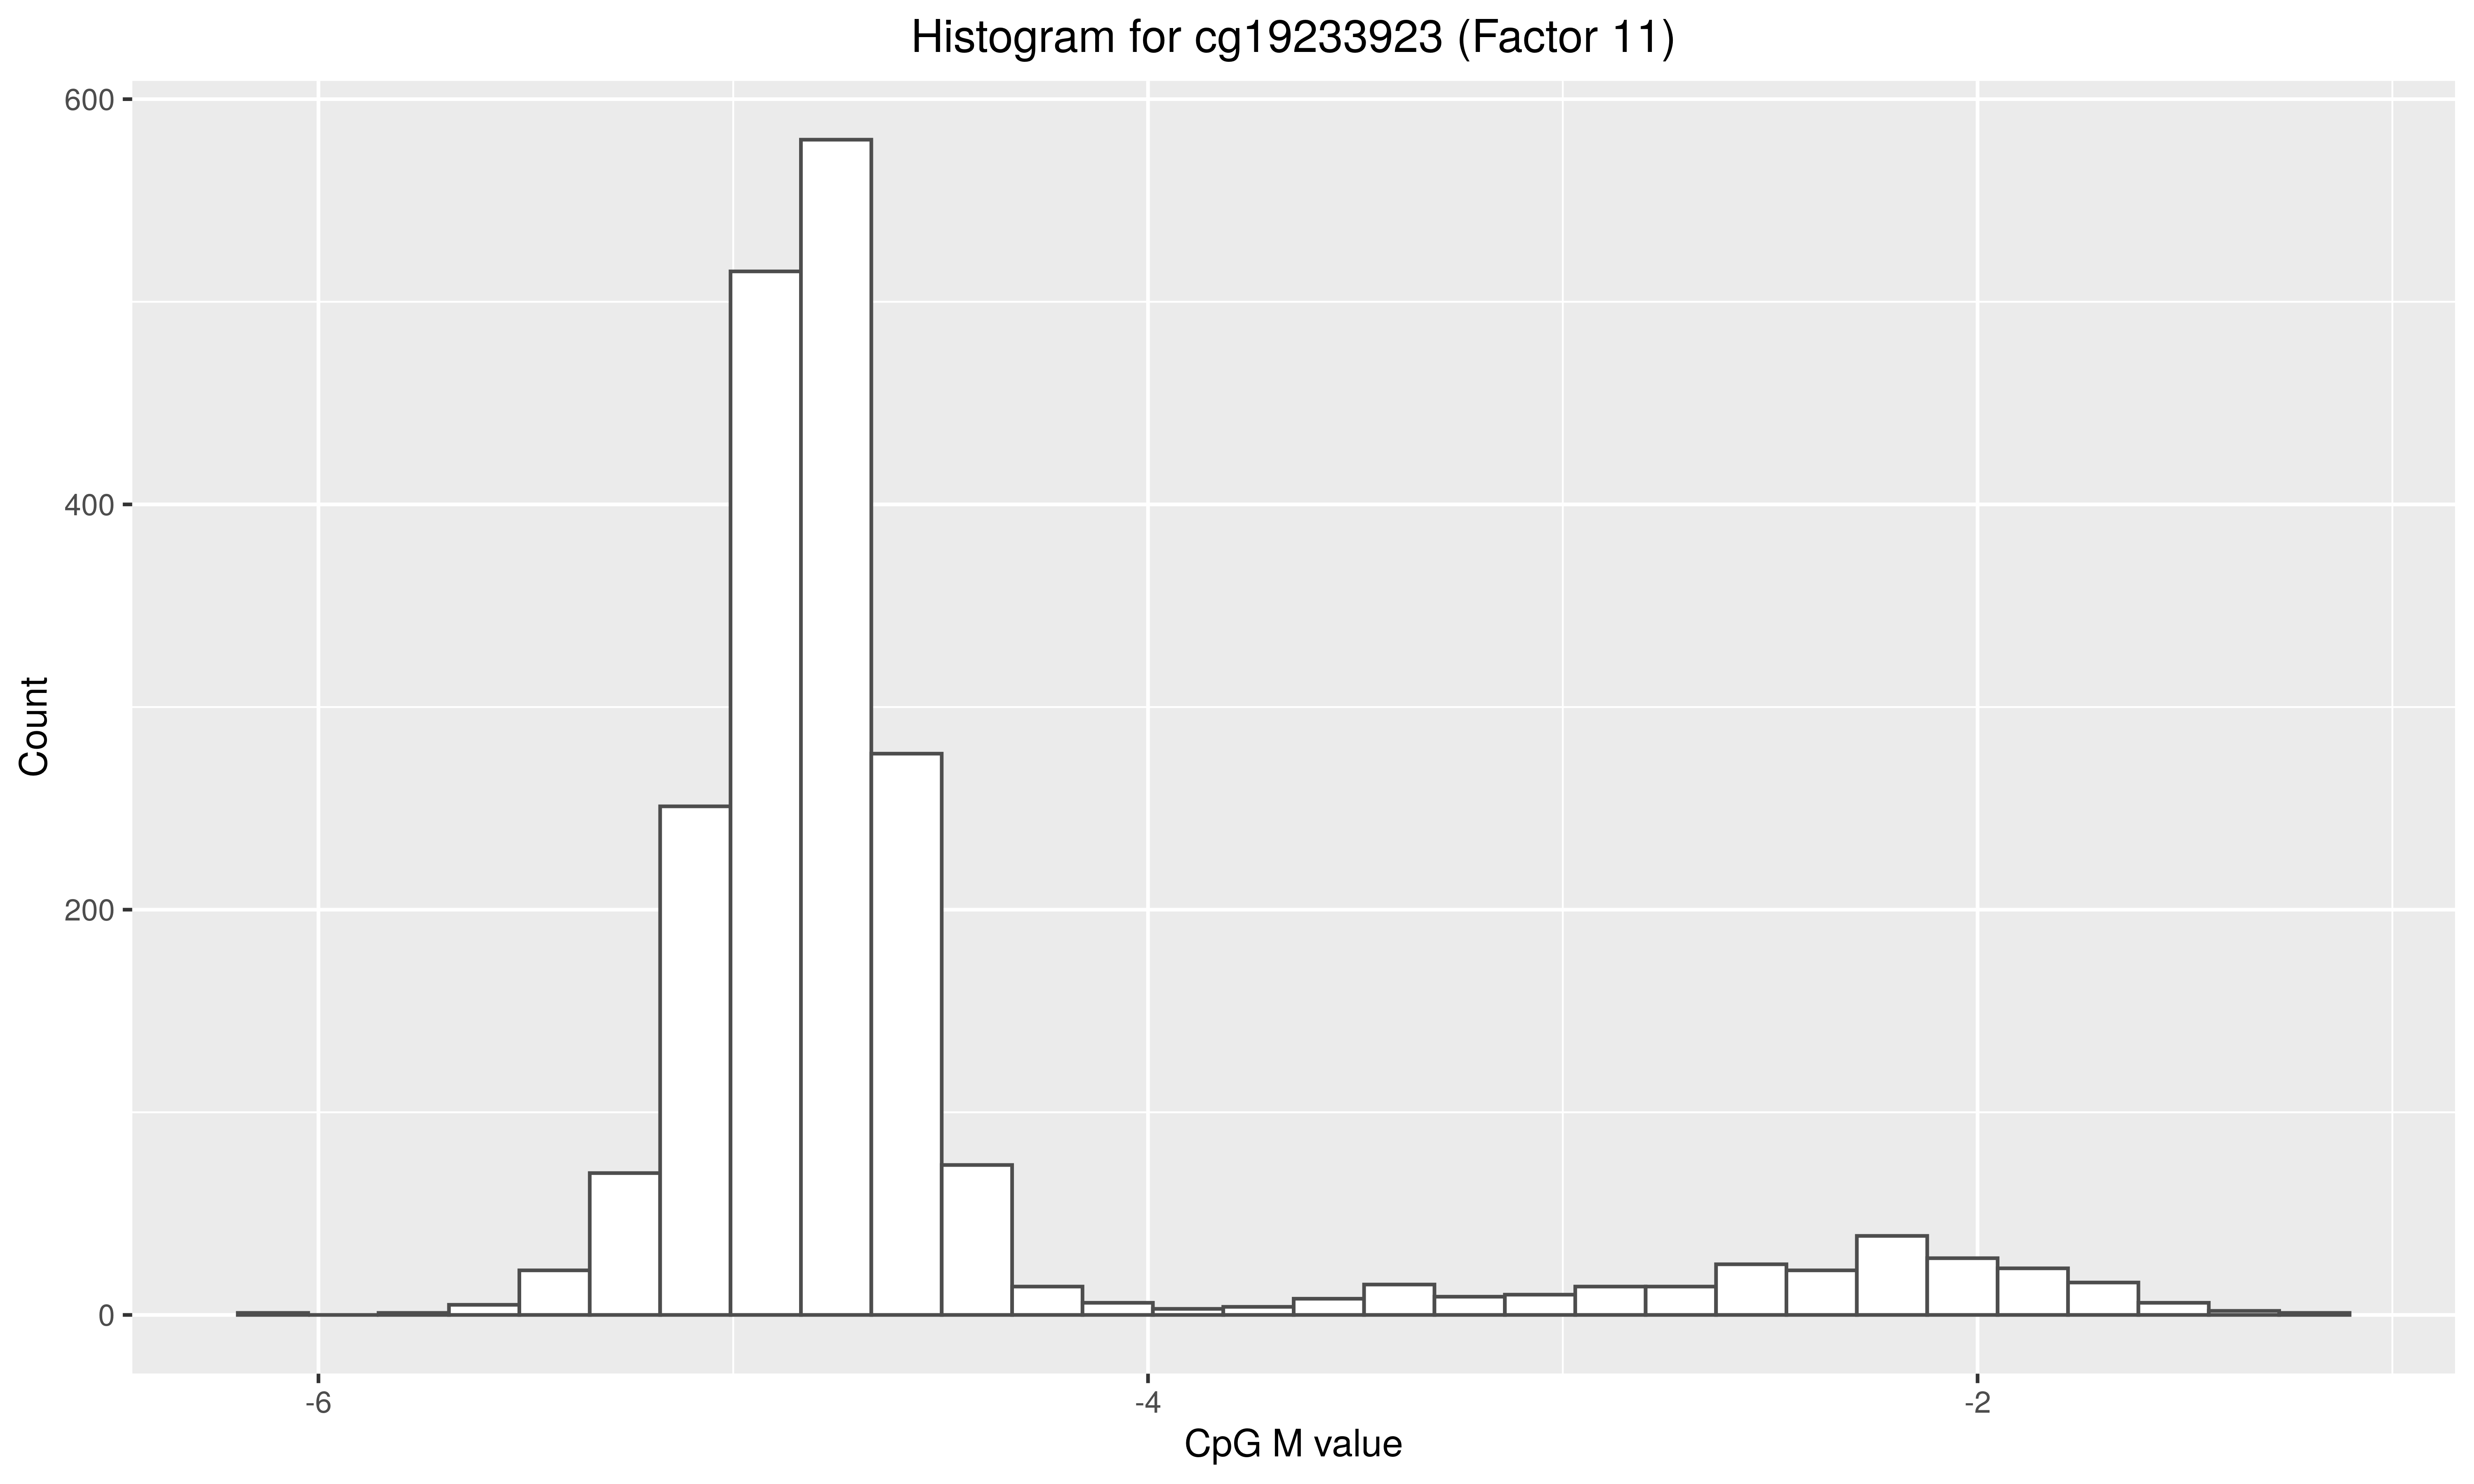 Histogram for cg19233923 (Factor 11)
600
400
200
0
Count
-6
-4
-2
CpG M value